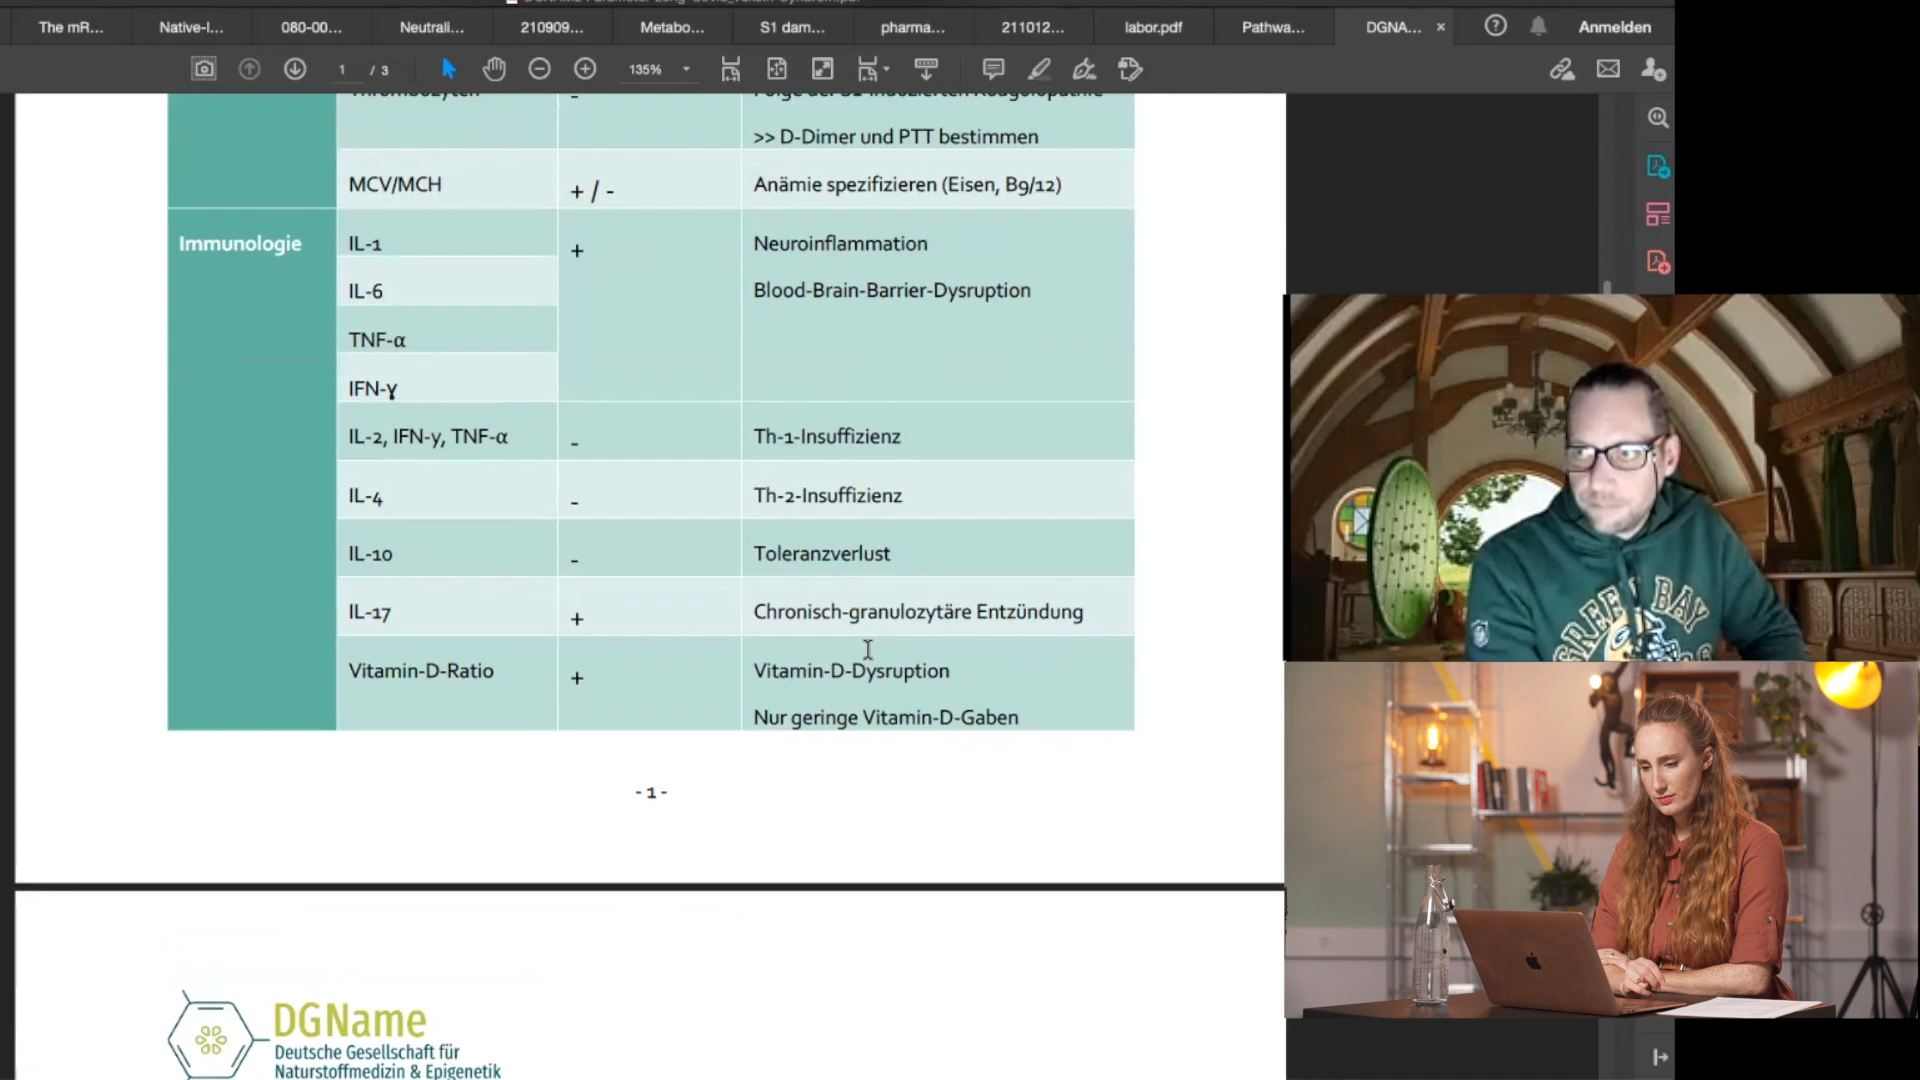 The mR...
Native-I...
080-00...
Neutrali...
210909...
Metabo...
S1 dam...
pharma...
211012...
labor.pdf
Pathwa...
DGNA...
Anmelden
1 / 3
135%
>> D-Dimer und PTT bestimmen
MCV/MCH
+ / -
Anämie spezifizieren (Eisen, B9/12)
Immunologie
IL-1
+
Neuroinflammation
IL-6
Blood-Brain-Barrier-Dysruption
TNF-α
IFN-ɣ
IL-2, IFN-y, TNF-α
-
Th-1-Insuffizienz
IL-4
-
Th-2-Insuffizienz
IL-10
-
Toleranzverlust
IL-17
+
Chronisch-granulozytäre Entzündung
Vitamin-D-Ratio
+
Vitamin-D-Dysruption
Nur geringe Vitamin-D-Gaben
- 1 -
DGName
Deutsche Gesellschaft für
Naturstoffmedizin & Epigenetik
GREEN BAY